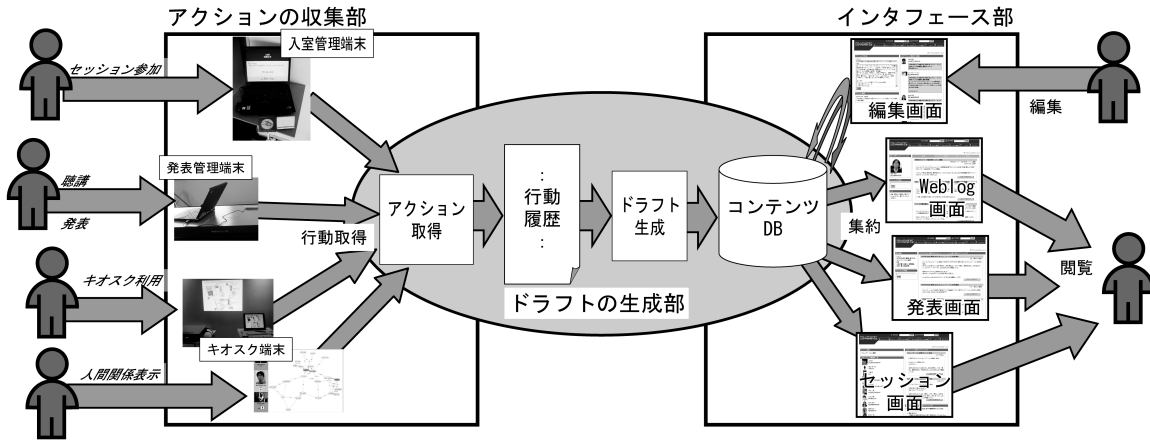 アクションの収集部
インタフェース部
入室管理端末
セッション参加
発表管理端末
聴講
発表
行動取得
キオスク利用
キオスク端末
人間関係表示
アクション
取得
:
行動
履歴
:
ドラフト
生成
コンテンツ
DB
ドラフトの生成部
集約
編集画面
編集
Weblog
画面
発表画面
閲覧
セッション
画面